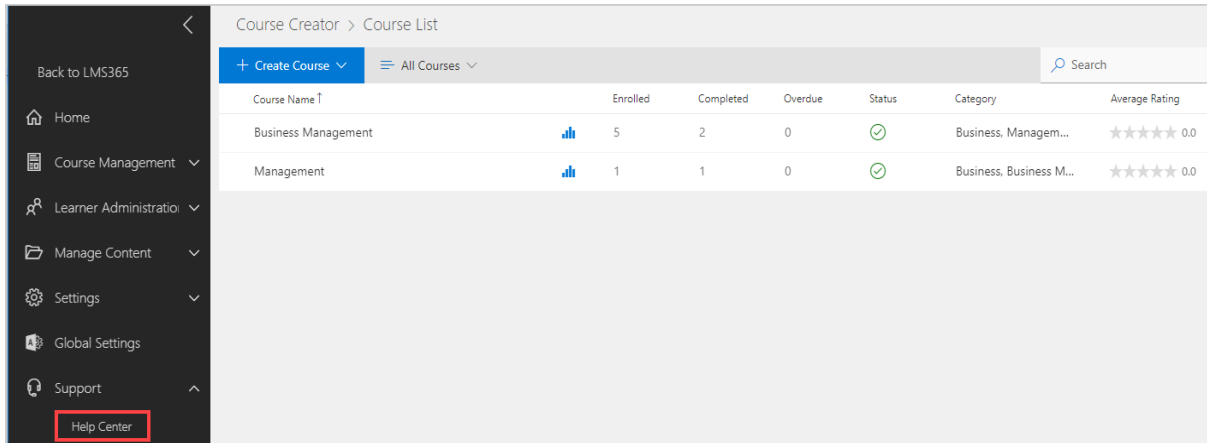 Course Creator > Course List
Back to LMS365
Home
Course Management
Learner Administratio
Manage Content
Settings
Global Settings
Support
Help Center
+ Create Course
All Courses
Search
Course Name ↑ Enrolled Completed Overdue Status Category Average Rating
Business Management 5 2 0 Business, Managem... 0.0
Management 1 1 0 Business, Business M... 0.0